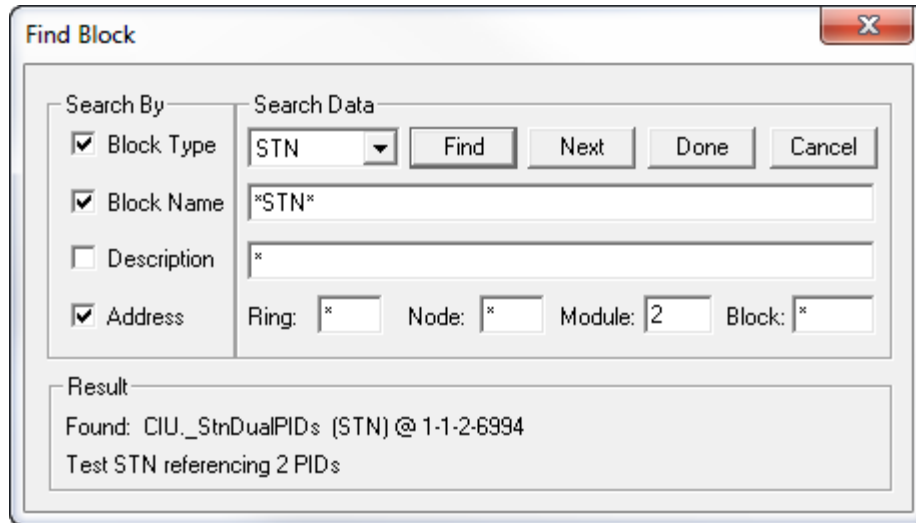 Find Block
Search By
Search Data
Block Type
STN
Find
Next
Done
Cancel
Block Name
*STN*
Description
*
Address
Ring: *
Node: *
Module: 2
Block: *
Result
Found: CIU._StnDualPIDs (STN) @ 1-1-2-6994
Test STN referencing 2 PIDs